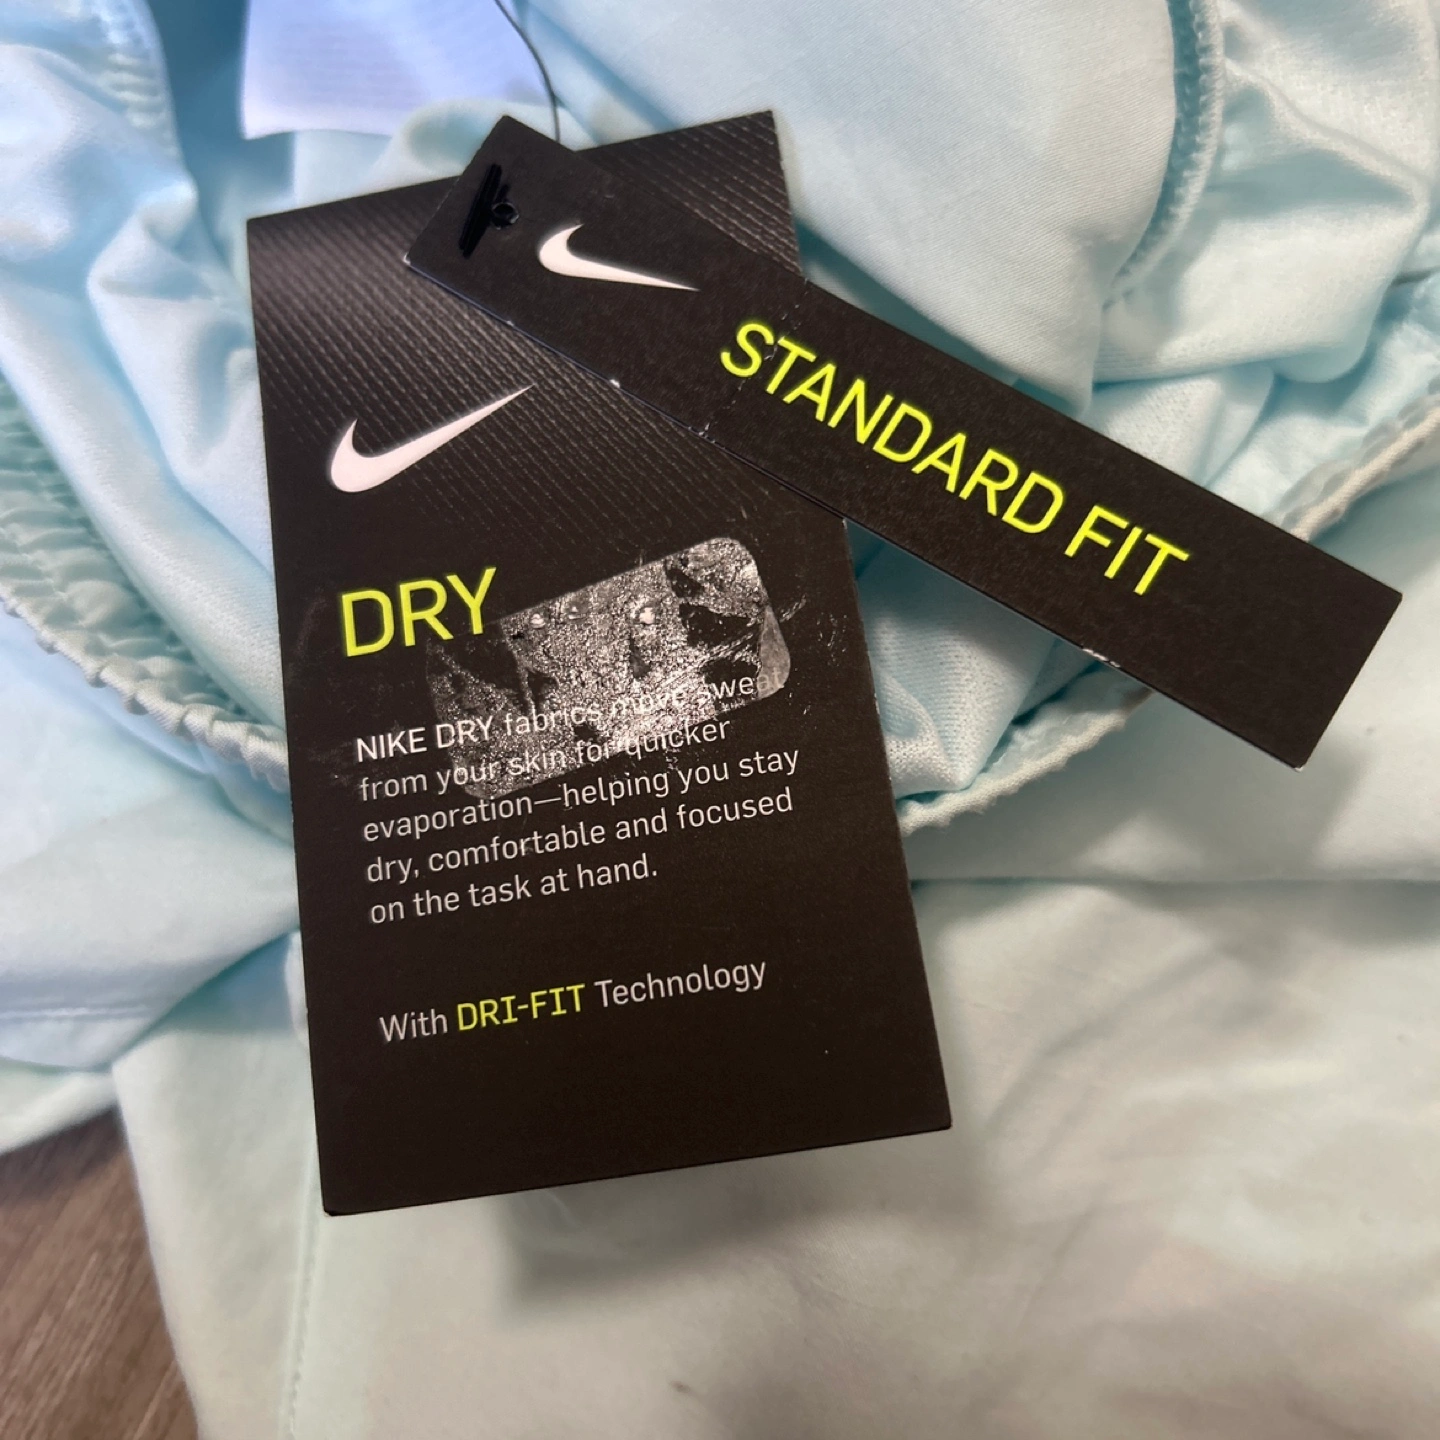 STANDARD FIT
DRY
NIKE DRY fabrics move sweat
from your skin for quicker
evaporation—helping you stay
dry, comfortable and focused
on the task at hand.
With DRI-FIT Technology